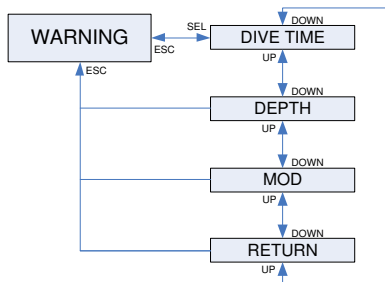 SEL
DOWN
WARNING
DIVE TIME
ESC
UP
ESC
DOWN
DEPTH
UP
DOWN
MOD
UP
DOWN
RETURN
UP